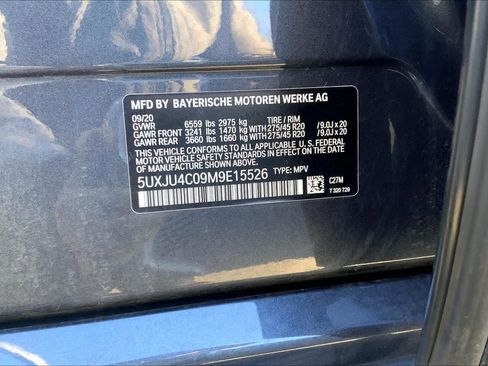 MFD BY BAYERISCHE MOTOREN WERKE AG
09/20
GVWR 6559 lbs 2975 kg TIRE / RIM
GAWR FRONT 3241 lbs 1470 kg WITH 275/45 R20 /9.0J x 20
GAWR REAR 3660 lbs 1660 kg WITH 275/45 R20 /9.0J x 20
THIS VEHICLE CONFORMS TO ALL APPLICABLE U.S. FEDERAL
MOTOR VEHICLE SAFETY STANDARDS IN EFFECT ON THE DATE
OF MANUFACTURE SHOWN ABOVE.
5UXJU4C09M9E15526 TYPE: MPV C27M
7 320 729